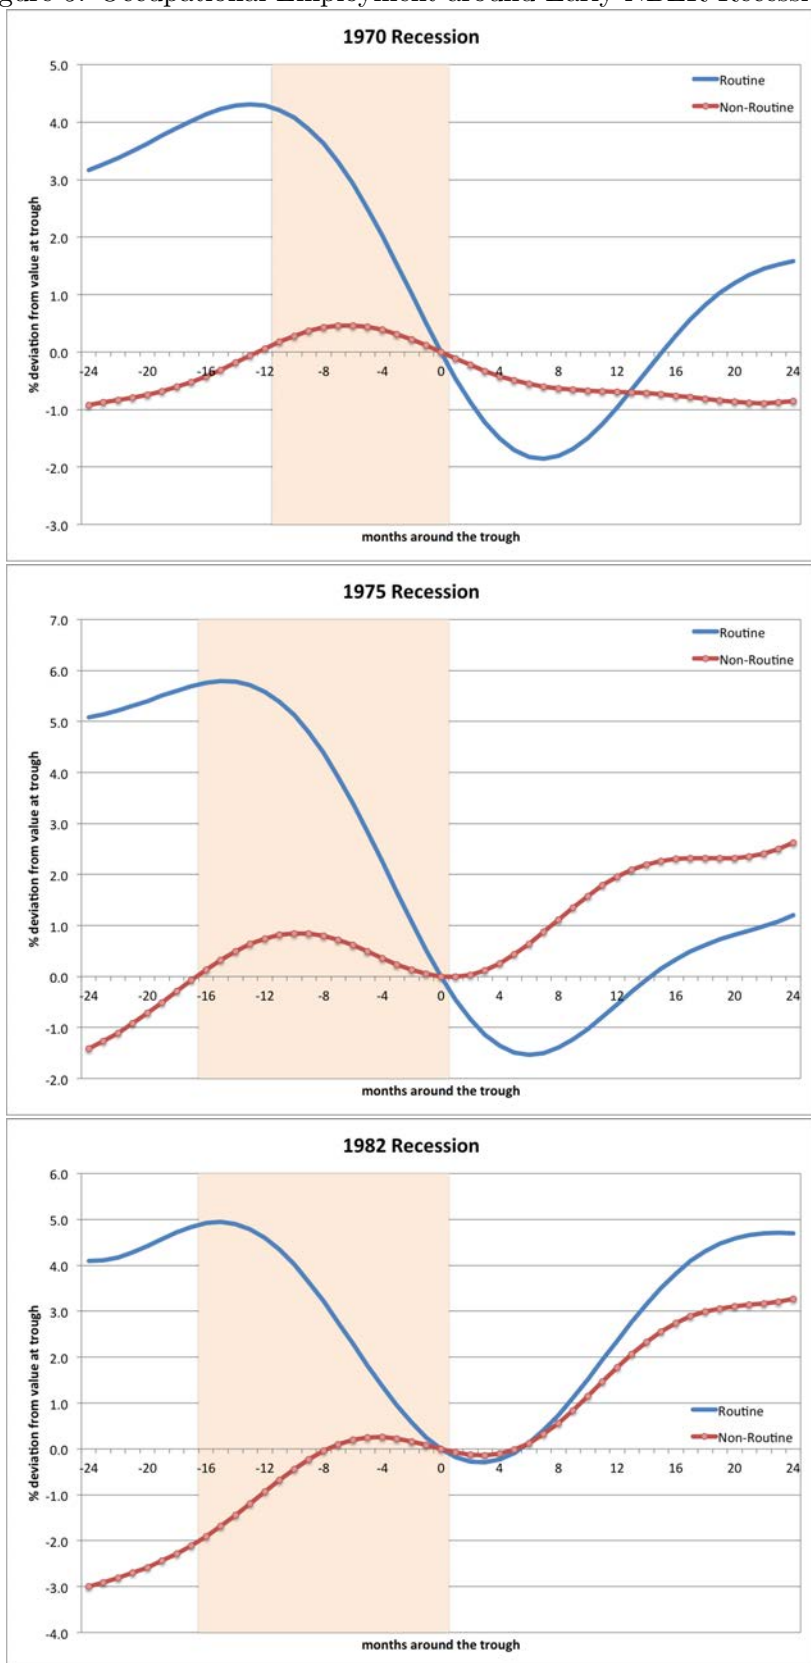 1970 Recession
5.0
Routine
4.0
Non-Routine
3.0
2.0
1.0
0.0
-24 -20 -16 -12 -8 -4 0 4 8 12 16 20 24
-1.0
-2.0
-3.0
% deviation from value at trough
months around the trough
1975 Recession
7.0
Routine
6.0
Non-Routine
5.0
4.0
3.0
2.0
1.0
0.0
-24 -20 -16 -12 -8 -4 0 4 8 12 16 20 24
-1.0
-2.0
% deviation from value at trough
months around the trough
1982 Recession
6.0
5.0
4.0
3.0
2.0
1.0
Routine
Non-Routine
0.0
-24 -20 -16 -12 -8 -4 0 4 8 12 16 20 24
-1.0
-2.0
-3.0
-4.0
% deviation from value at trough
months around the trough